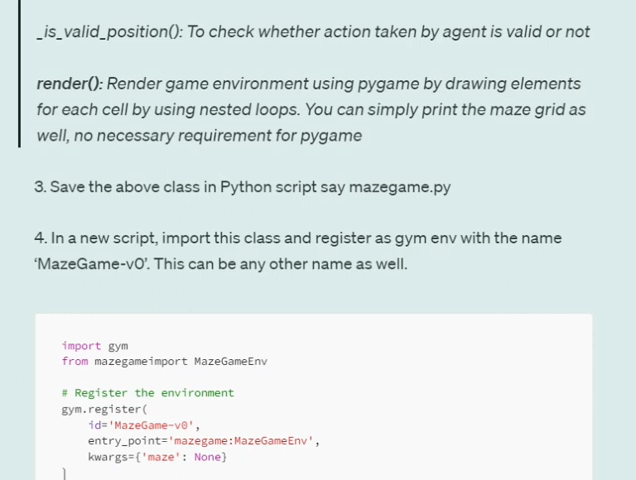 _is_valid_position(): To check whether action taken by agent is valid or not
render(): Render game environment using pygame by drawing elements
for each cell by using nested loops. You can simply print the maze grid as
well, no necessary requirement for pygame
3. Save the above class in Python script say mazegame.py
4. In a new script, import this class and register as gym env with the name
‘MazeGame-v0’. This can be any other name as well.
import gym
from mazegameimport MazeGameEnv
# Register the environment
gym.register(
    id='MazeGame-v0',
    entry_point='mazegame:MazeGameEnv',
    kwargs={'maze': None}